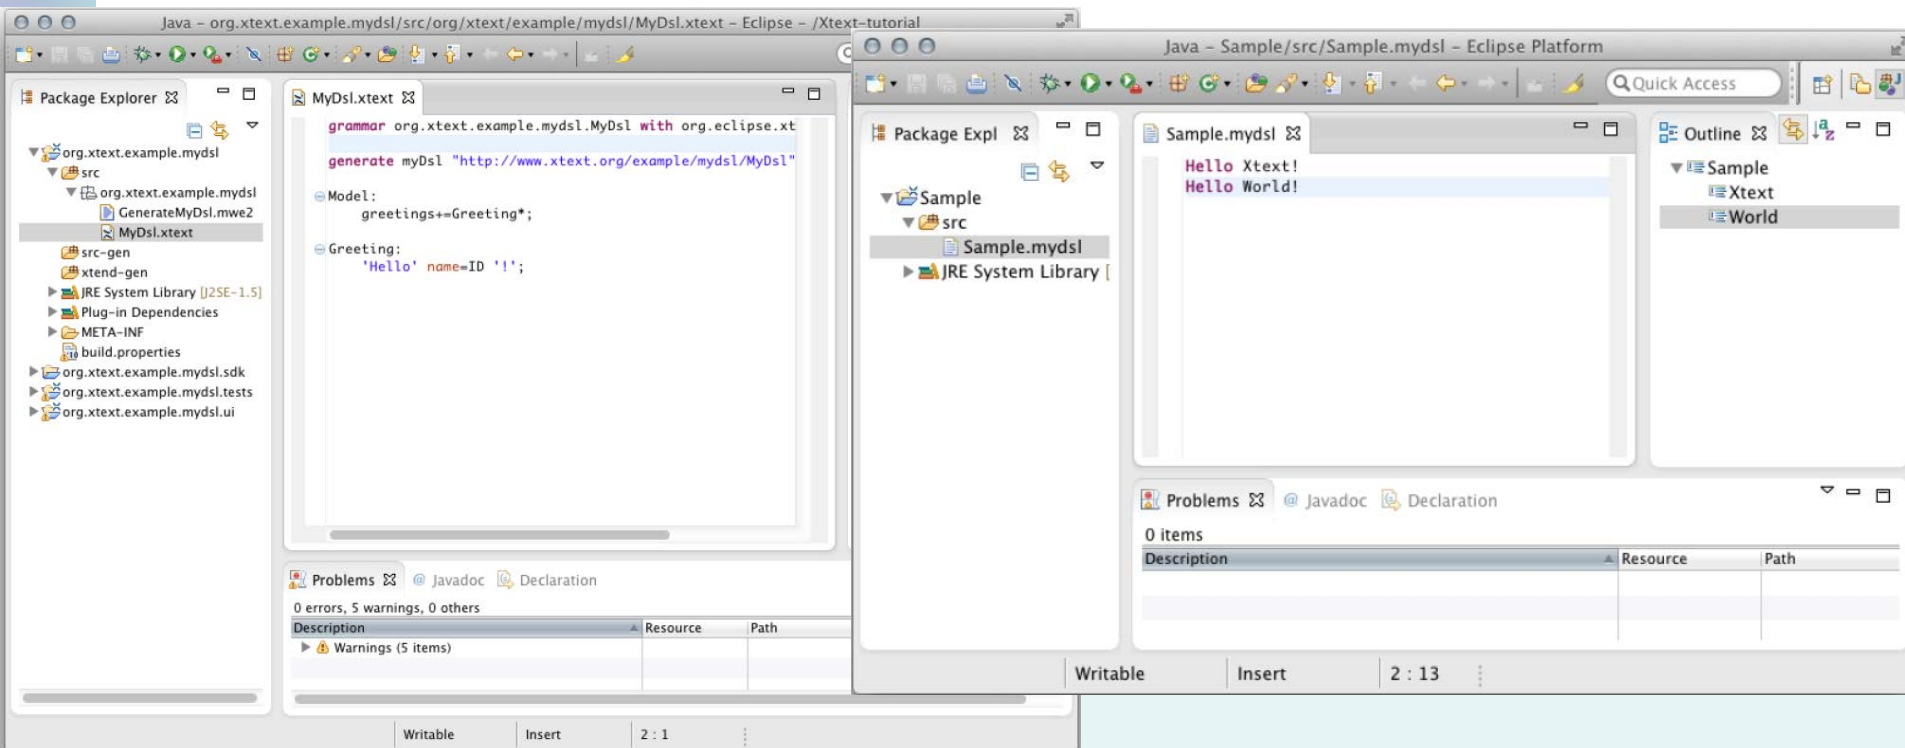 Java – org.xtext.example.mydsl/src/org/xtext/example/mydsl/MyDsl.xtext – Eclipse – /Xtext-tutorial
Package Explorer
org.xtext.example.mydsl
src
org.xtext.example.mydsl
GenerateMyDsl.mwe2
MyDsl.xtext
src-gen
xtend-gen
JRE System Library [J2SE-1.5]
Plug-in Dependencies
META-INF
build.properties
org.xtext.example.mydsl.sdk
org.xtext.example.mydsl.tests
org.xtext.example.mydsl.ui
MyDsl.xtext
grammar org.xtext.example.mydsl.MyDsl with org.eclipse.xt
generate myDsl "http://www.xtext.org/example/mydsl/MyDsl"
Model:
greetings+=Greeting*;
Greeting:
'Hello' name=ID '!';
Problems @ Javadoc Declaration
0 errors, 5 warnings, 0 others
Description Resource Path
Warnings (5 items)
Writable Insert 2 : 1
Java – Sample/src/Sample.mydsl – Eclipse Platform
Quick Access
Package Expl
Sample
src
Sample.mydsl
JRE System Library [
Sample.mydsl
Hello Xtext!
Hello World!
Outline
Sample
Xtext
World
Problems @ Javadoc Declaration
0 items
Description Resource Path
Writable Insert 2 : 13